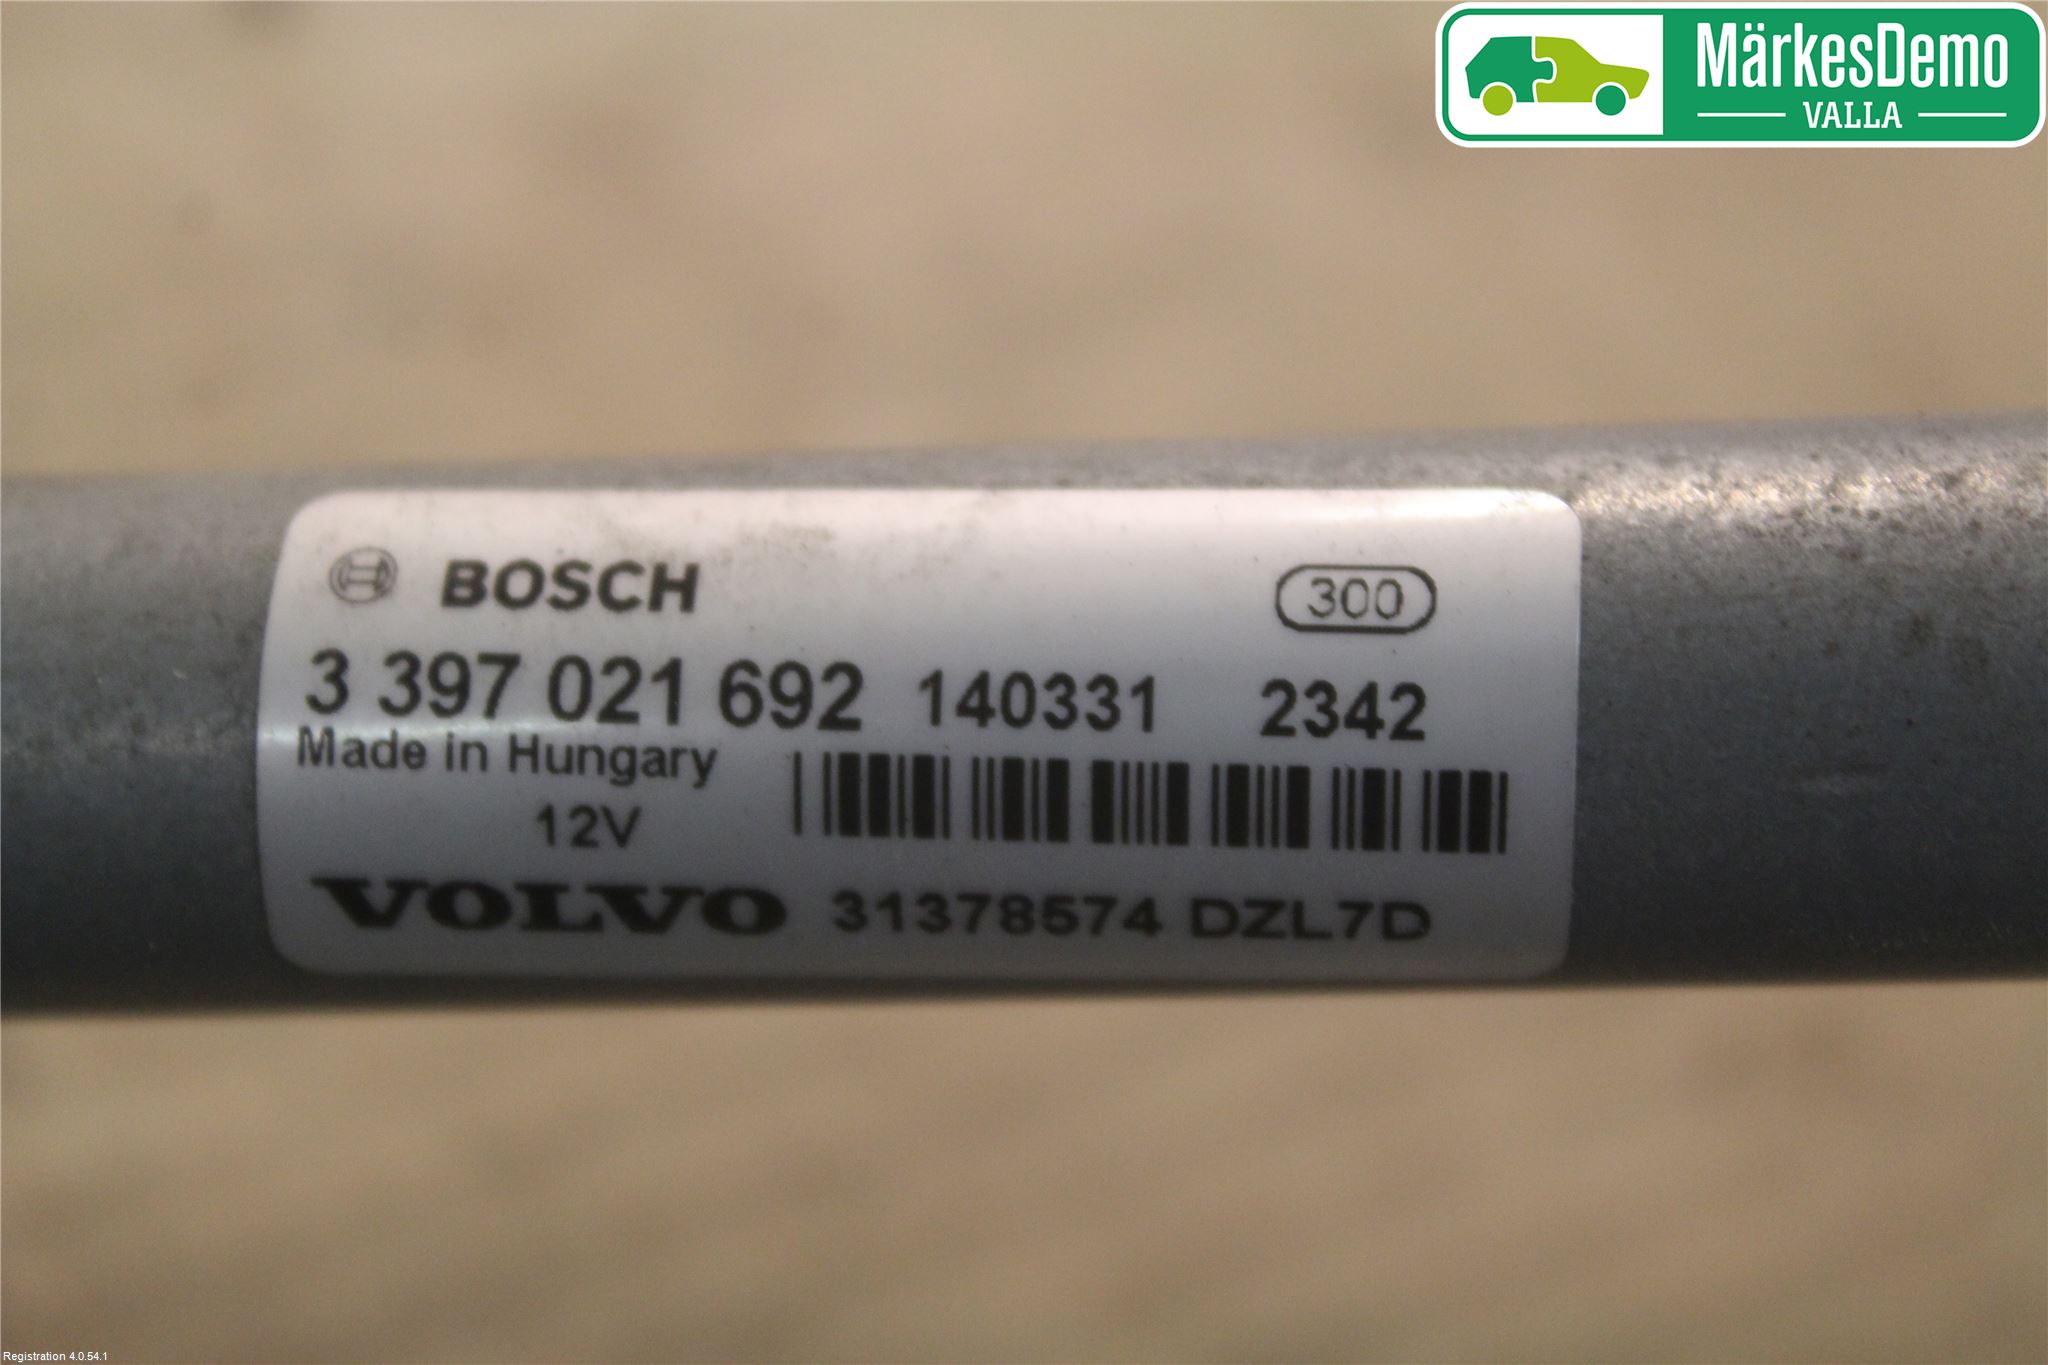 MärkesDemo
VALLA
BOSCH
300
3 397 021 692 140331 2342
Made in Hungary
12V
VOLVO 31378574 DZL7D
Registration 4.0.54.1